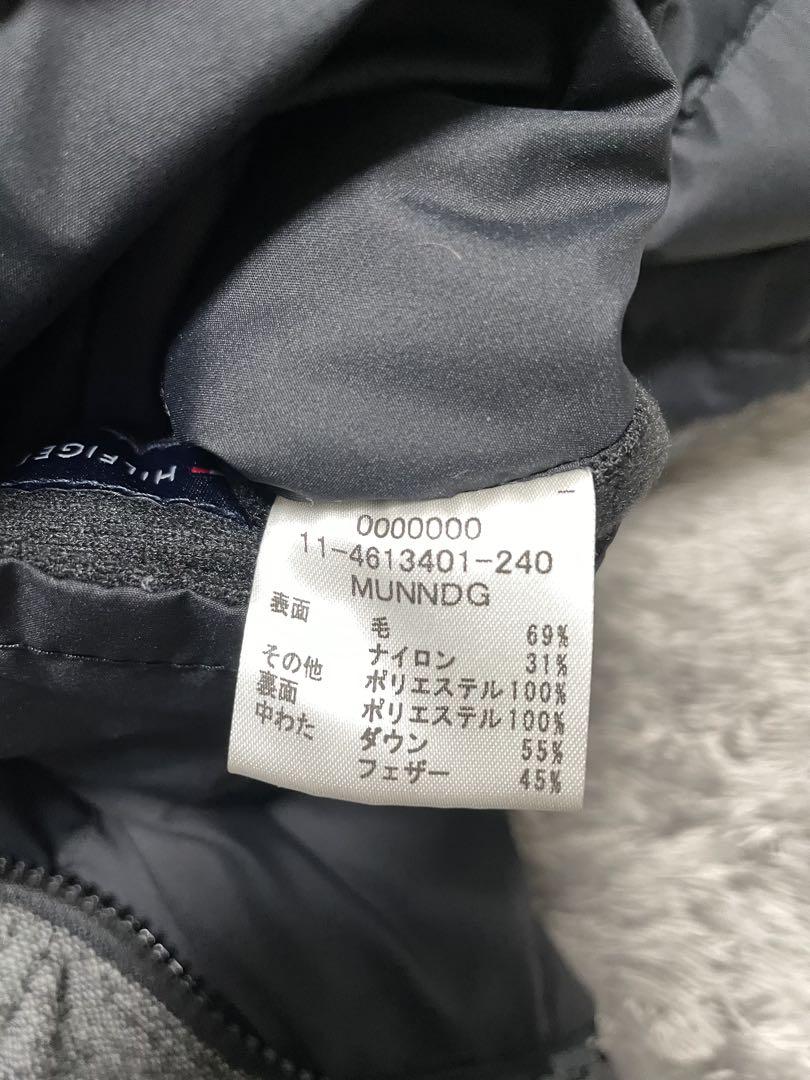 HILFIGER
0000000
11-4613401-240
MUNNDG
表面 毛 69%
ナイロン 31%
その他 ポリエステル100%
裏面 ポリエステル100%
中わた ダウン 55%
フェザー 45%